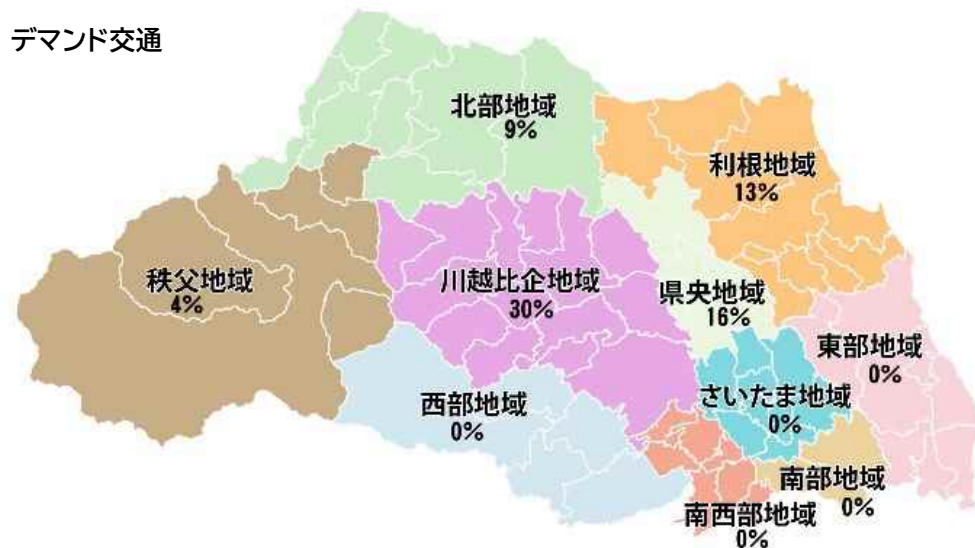 デマンド交通
北部地域
9%
利根地域
13%
秩父地域
4%
川越比企地域
30%
県央地域
16%
東部地域
0%
西部地域
0%
さいたま地域
0%
南部地域
0%
南西部地域
0%